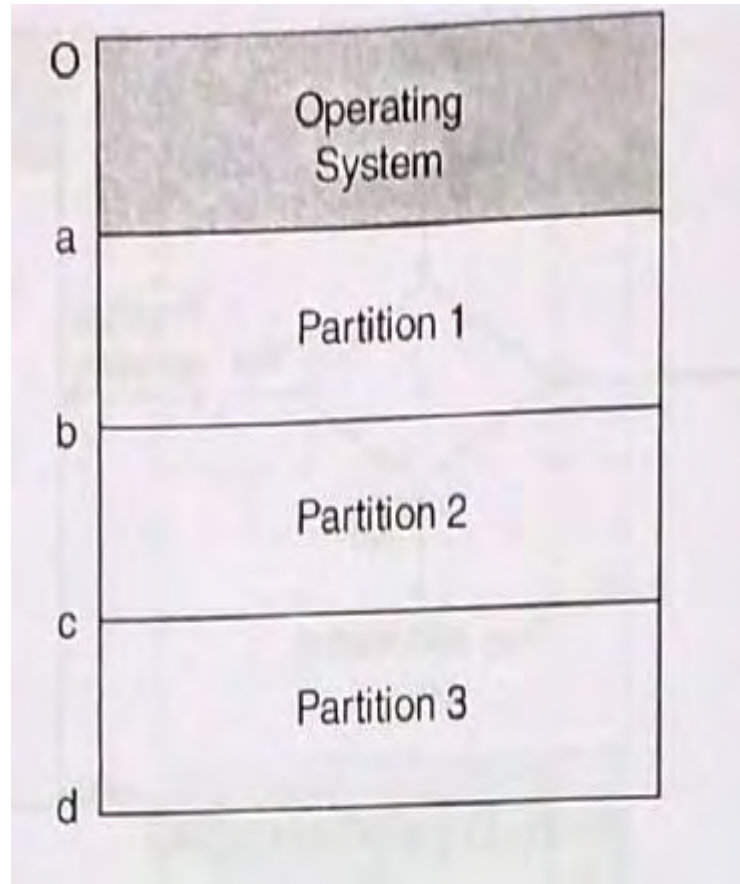 O
Operating
System
a
Partition 1
b
Partition 2
c
Partition 3
d